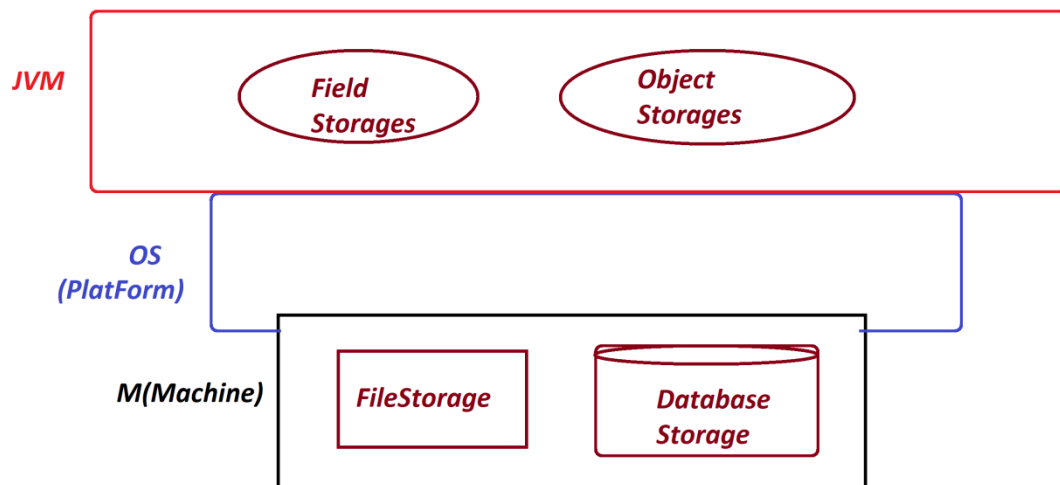 JVM
Field
Storages
Object
Storages
OS
(PlatForm)
M(Machine)
FileStorage
Database
Storage